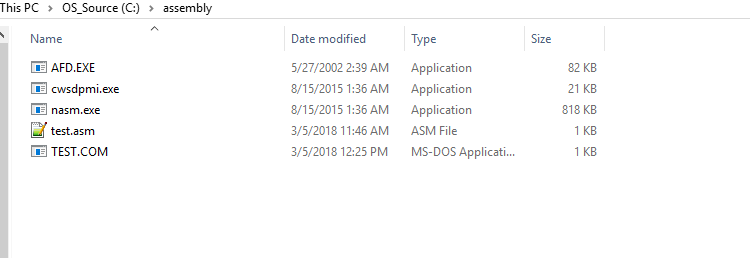 This PC > OS_Source (C:) > assembly
Name Date modified Type Size
AFD.EXE 5/27/2002 2:39 AM Application 82 KB
cwsdpmi.exe 8/15/2015 1:36 AM Application 21 KB
nasm.exe 8/15/2015 1:36 AM Application 818 KB
test.asm 3/5/2018 11:46 AM ASM File 1 KB
TEST.COM 3/5/2018 12:25 PM MS-DOS Applicati... 1 KB